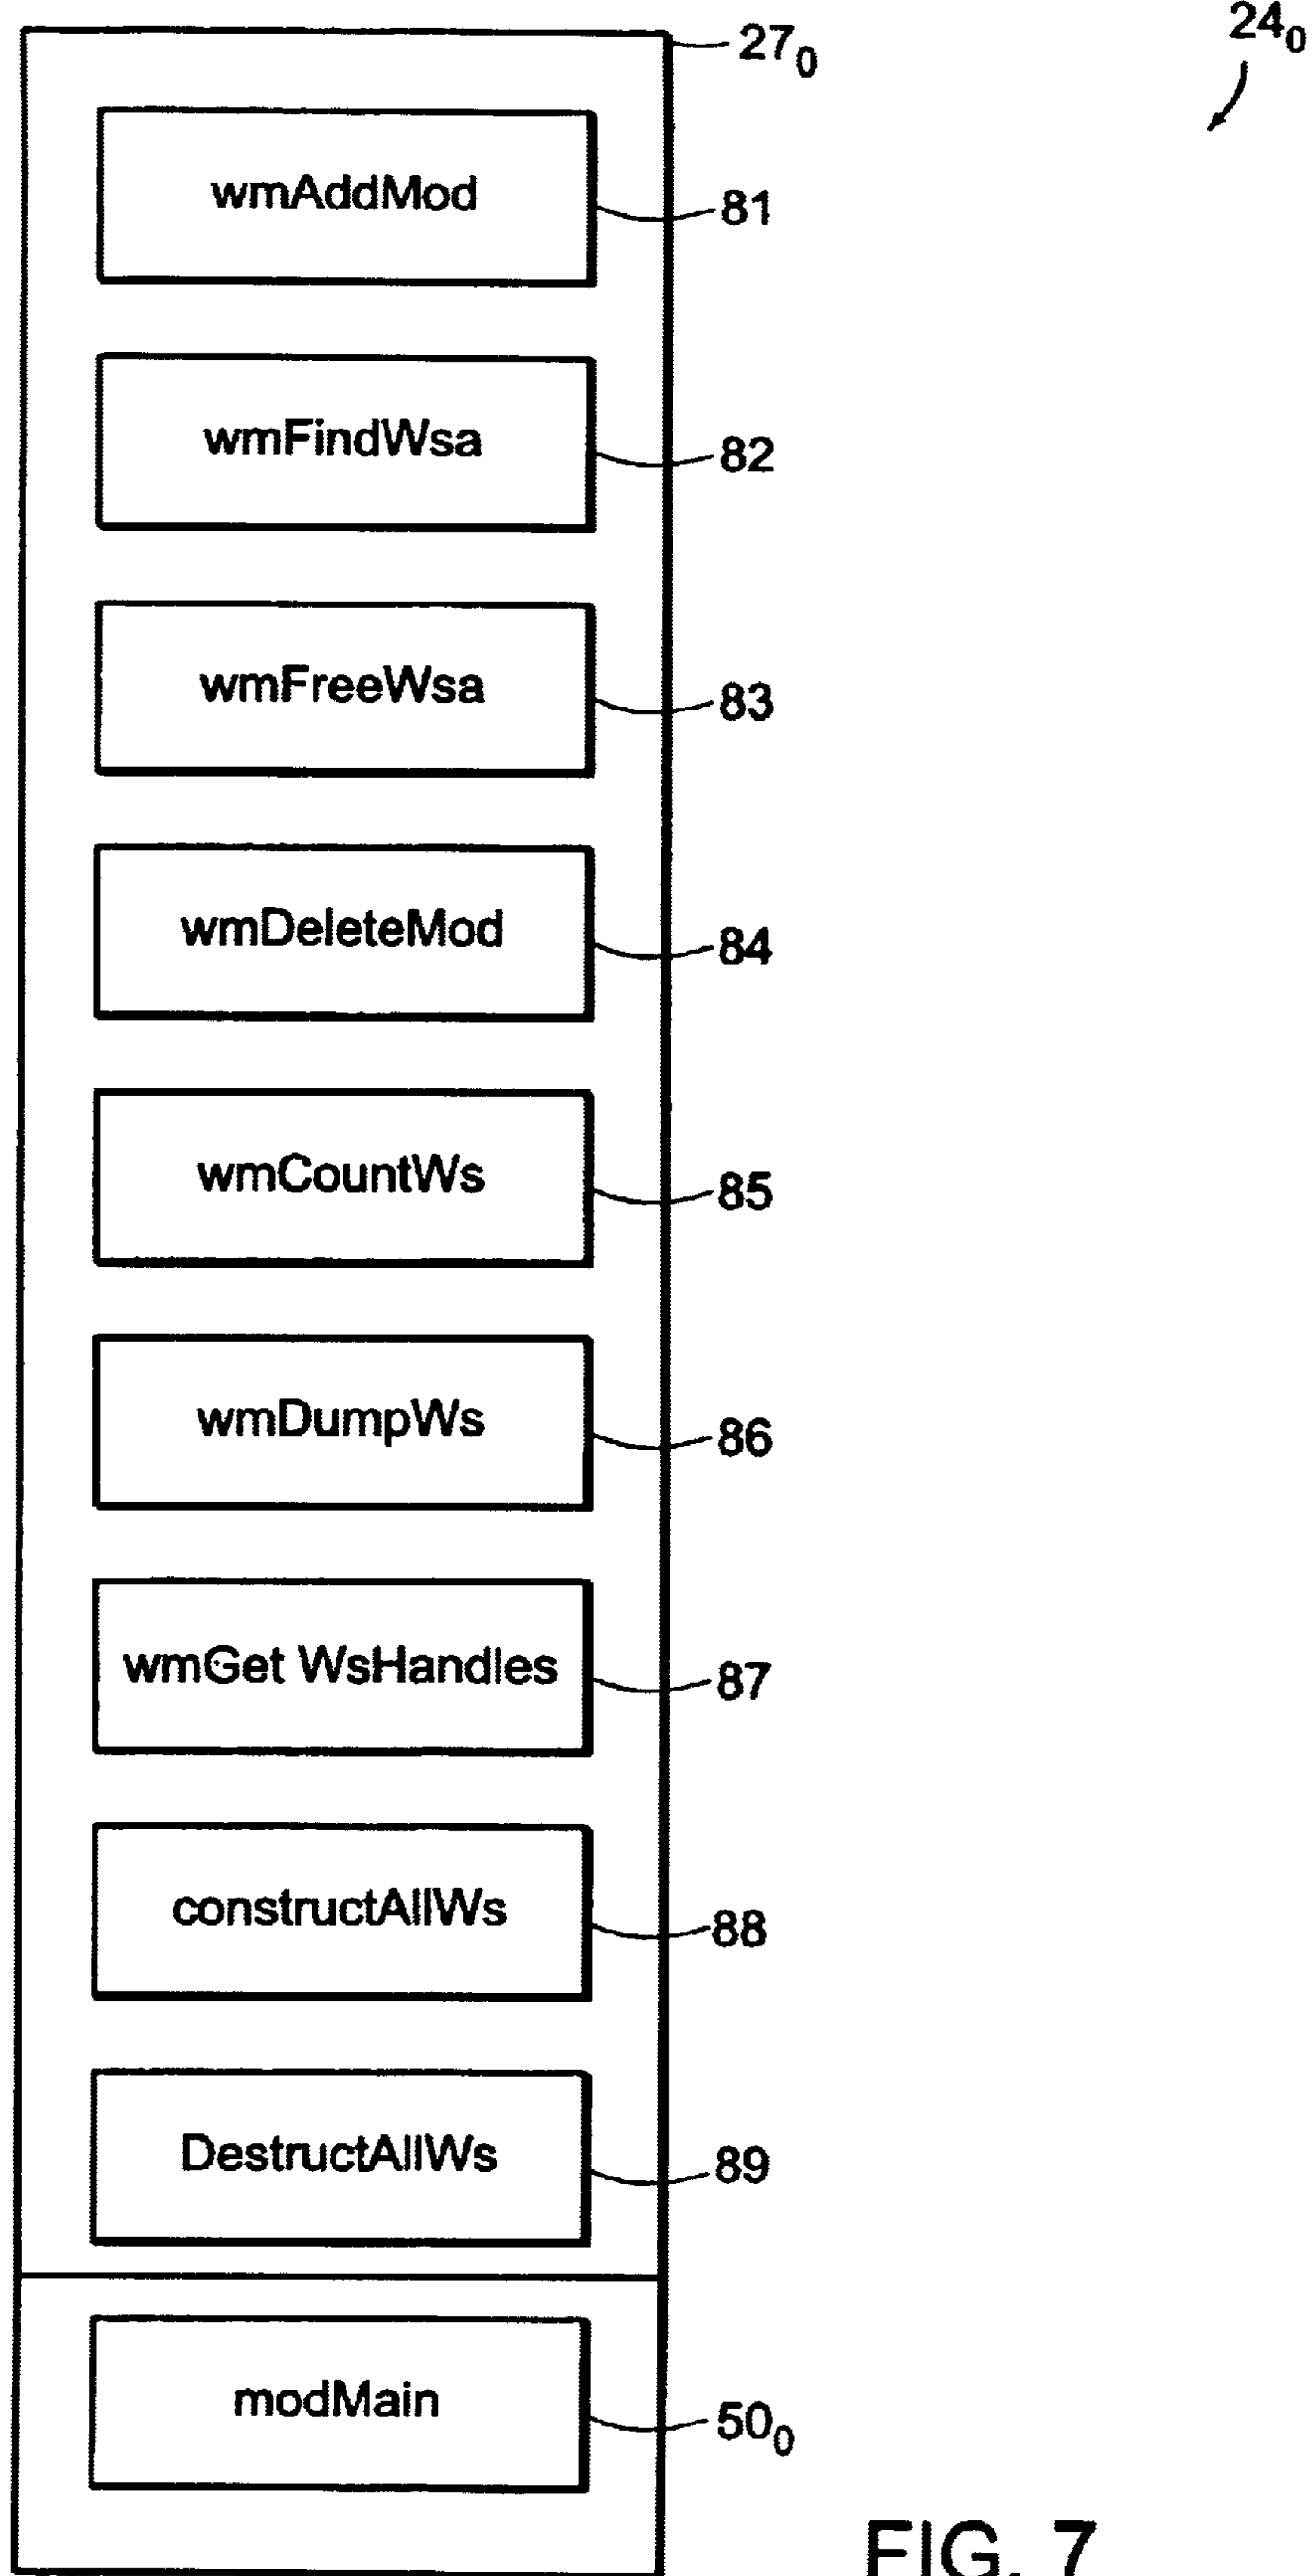 24₀
27₀
wmAddMod
81
wmFindWsa
82
wmFreeWsa
83
wmDeleteMod
84
wmCountWs
85
wmDumpWs
86
wmGet WsHandles
87
constructAllWs
88
DestructAllWs
89
modMain
50₀
FIG. 7